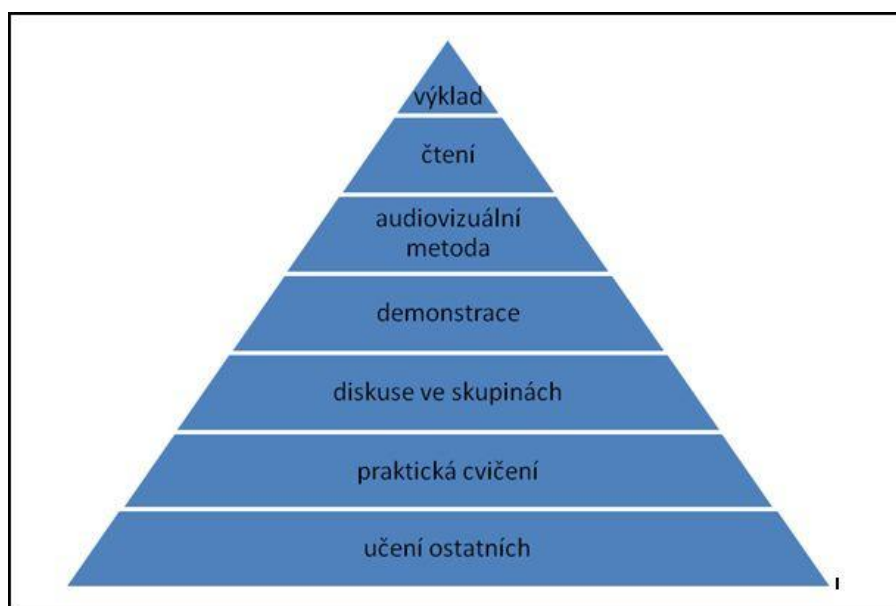 výklad
čtení
audiovizuální
metoda
demonstrace
diskuse ve skupinách
praktická cvičení
učení ostatních